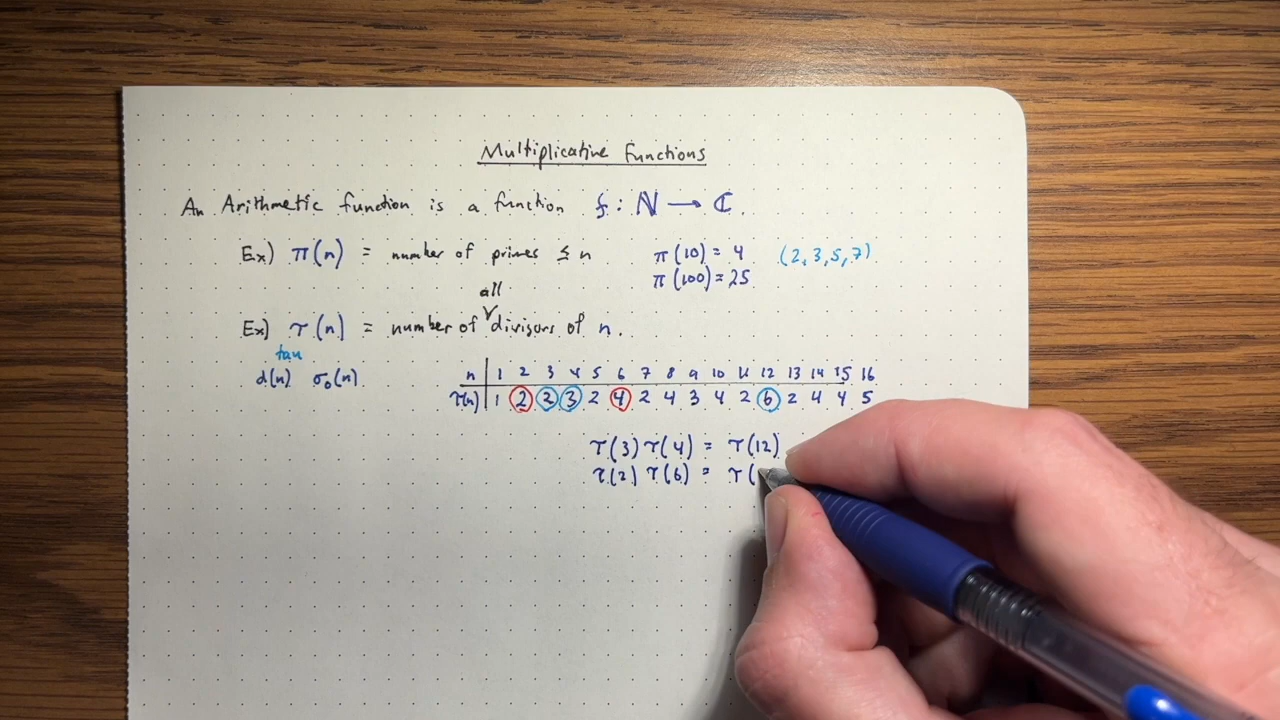 Multiplicative Functions
An Arithmetic function is a function f : ℕ → ℂ.
Ex) π(n) = number of primes ≤ n π(10) = 4 (2,3,5,7)
π(100) = 25
all
Ex) τ(n) = number of divisors of n.
tau
d(n) σ₀(n)
n 1 2 3 4 5 6 7 8 9 10 11 12 13 14 15 16
τ(n) 1 2 2 3 2 4 2 4 3 4 2 6 2 4 4 5
τ(3) τ(4) = τ(12)
τ(2) τ(6) = τ(